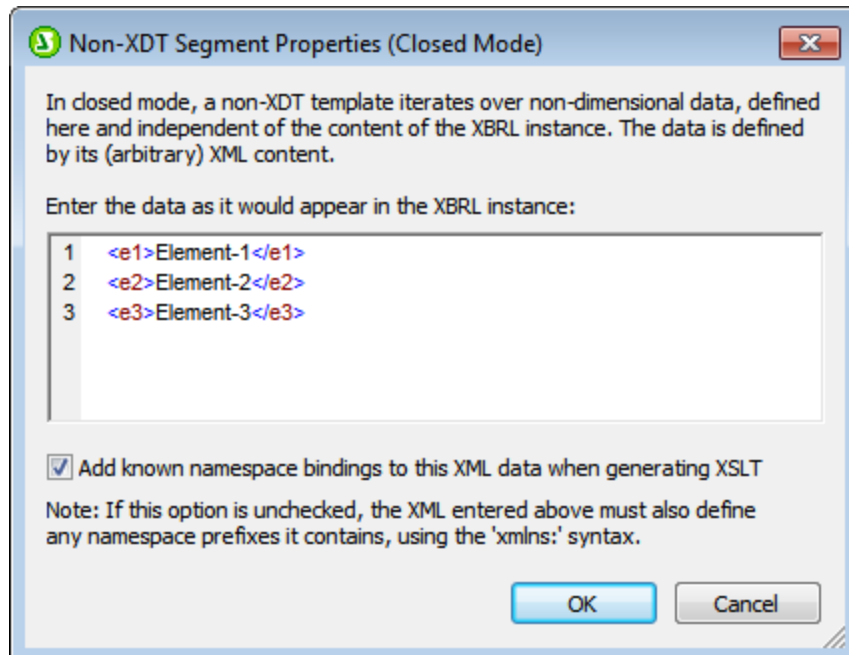 Non-XDT Segment Properties (Closed Mode)
In closed mode, a non-XDT template iterates over non-dimensional data, defined
here and independent of the content of the XBRL instance. The data is defined
by its (arbitrary) XML content.
Enter the data as it would appear in the XBRL instance:
1 <e1>Element-1</e1>
2 <e2>Element-2</e2>
3 <e3>Element-3</e3>
Add known namespace bindings to this XML data when generating XSLT
Note: If this option is unchecked, the XML entered above must also define
any namespace prefixes it contains, using the 'xmlns:' syntax.
OK Cancel